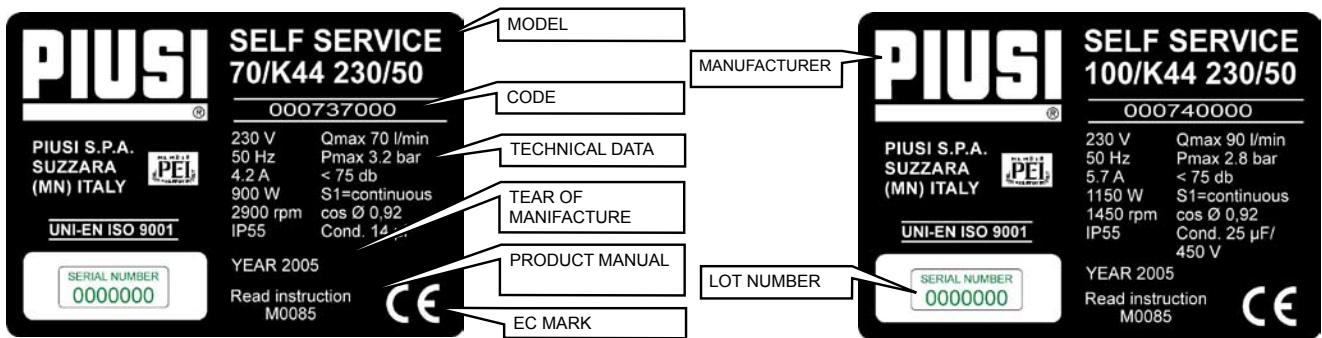 PIUSI
®
PIUSI S.P.A.
SUZZARA
(MN) ITALY
PEI
UNI-EN ISO 9001
SERIAL NUMBER
0000000
SELF SERVICE
70/K44 230/50
000737000
230 V Qmax 70 l/min
50 Hz Pmax 3.2 bar
4.2 A < 75 db
900 W S1=continuous
2900 rpm cos Ø 0,92
IP55 Cond. 14
YEAR 2005
Read instruction
M0085
CE
MODEL
CODE
TECHNICAL DATA
TEAR OF
MANIFACTURE
PRODUCT MANUAL
EC MARK
MANUFACTURER
LOT NUMBER
PIUSI
®
PIUSI S.P.A.
SUZZARA
(MN) ITALY
PEI
UNI-EN ISO 9001
SERIAL NUMBER
0000000
SELF SERVICE
100/K44 230/50
000740000
230 V Qmax 90 l/min
50 Hz Pmax 2.8 bar
5.7 A < 75 db
1150 W S1=continuous
1450 rpm cos Ø 0,92
IP55 Cond. 25 µF/
450 V
YEAR 2005
Read instruction
M0085
CE